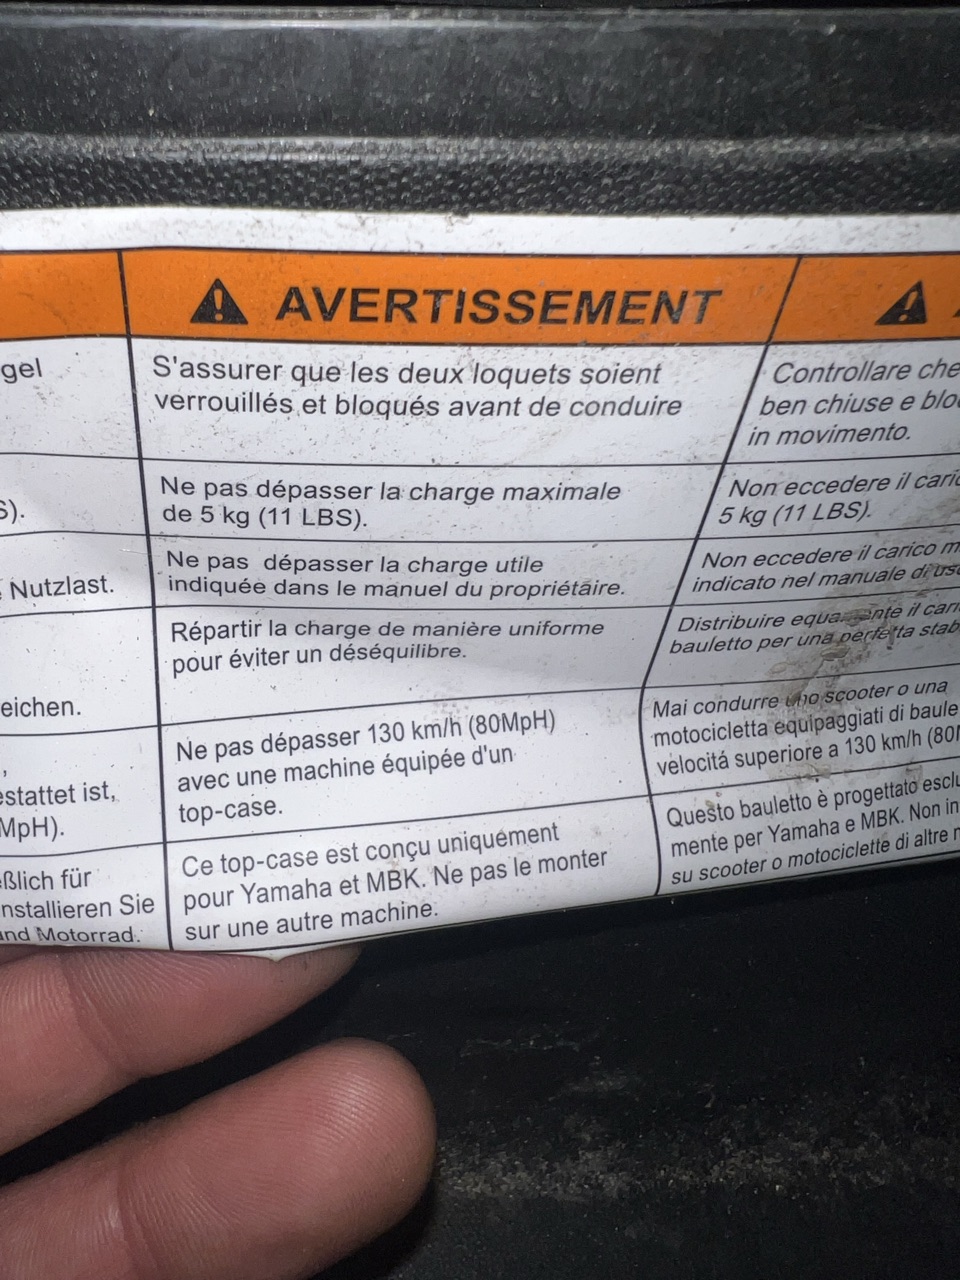 gel
S).
Nutzlast.
eichen.
,
estattet ist,
MpH).
eßlich für
nstallieren Sie
und Motorrad.
AVERTISSEMENT
S'assurer que les deux loquets soient
verrouillés et bloqués avant de conduire
Ne pas dépasser la charge maximale
de 5 kg (11 LBS).
Ne pas dépasser la charge utile
indiquée dans le manuel du propriétaire.
Répartir la charge de manière uniforme
pour éviter un déséquilibre.
Ne pas dépasser 130 km/h (80MpH)
avec une machine équipée d'un
top-case.
Ce top-case est conçu uniquement
pour Yamaha et MBK. Ne pas le monter
sur une autre machine.
Controllare che
ben chiuse e blo
in movimento.
Non eccedere il caric
5 kg (11 LBS).
Non eccedere il carico m
indicato nel manuale di uso
Distribuire equamente il cari
bauletto per una perfetta stab
Mai condurre uno scooter o una
motocicletta equipaggiati di baule
velocitá superiore a 130 km/h (80M
Questo bauletto è progettato esclu
mente per Yamaha e MBK. Non in
su scooter o motociclette di altre m